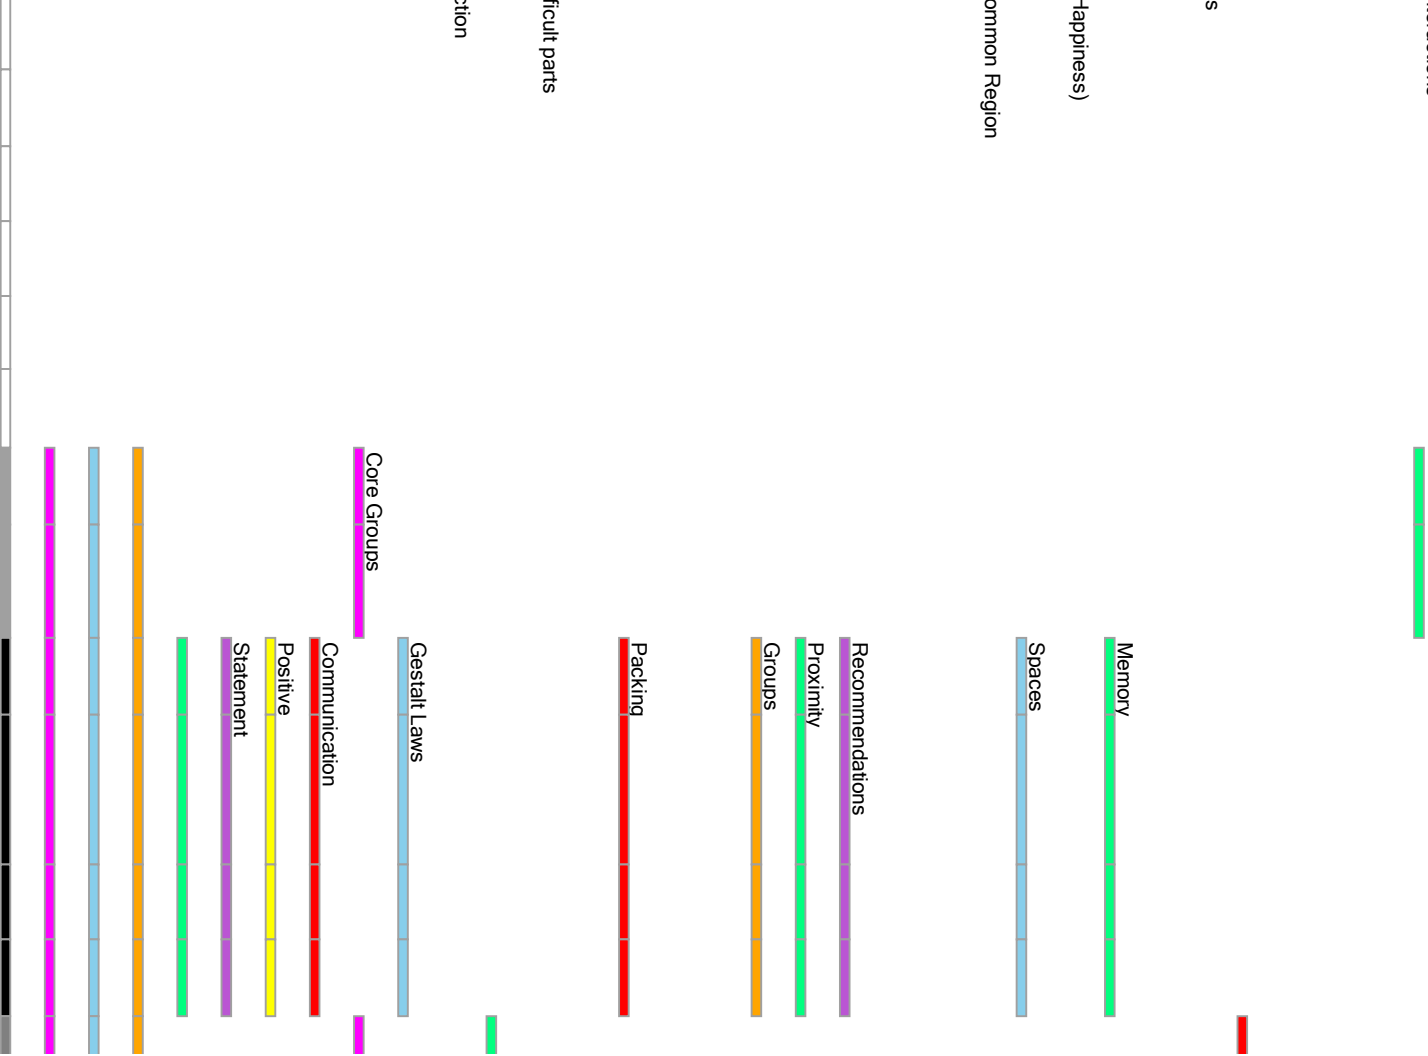 s
Happiness)
ommon Region
ficult parts
ction
Core Groups
Memory
Spaces
Recommendations
Proximity
Groups
Packing
Gestalt Laws
Communication
Positive
Statement